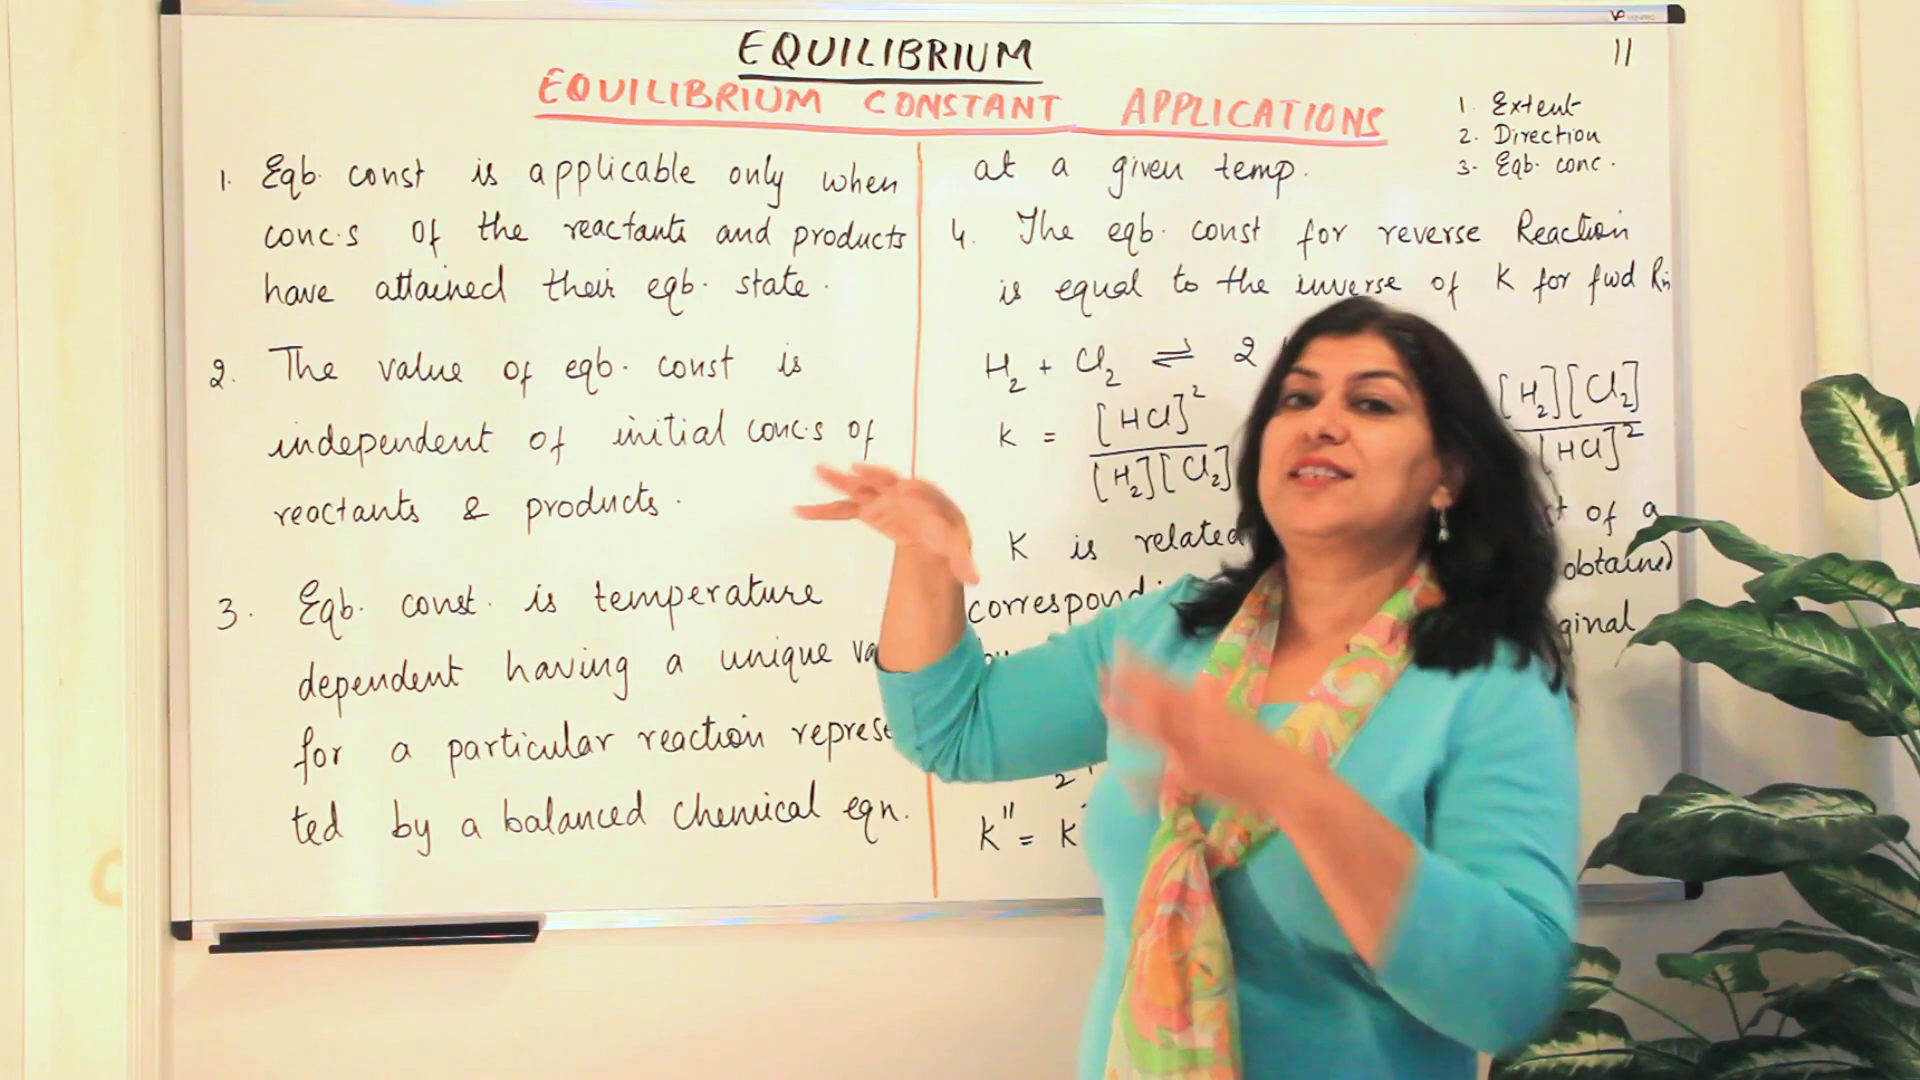 EQUILIBRIUM
11
EQUILIBRIUM CONSTANT APPLICATIONS
1. Extent
2. Direction
3. Eqb. conc.
1. Eqb. const is applicable only when
conc.s of the reactants and products
have attained their eqb. state.
2. The value of eqb. const is
independent of initial conc.s of
reactants & products.
3. Eqb. const. is temperature
dependent having a unique va
for a particular reaction represe
ted by a balanced chemical eqn.
at a given temp.
4. The eqb. const for reverse Reaction
is equal to the inverse of K for fwd Rn
H₂ + Cl₂ ⇌ 2
K = [HCl]² / [H₂][Cl₂]
[H₂][Cl₂] / [HCl]²
K is related
of a
correspond
obtained
ginal
K" = K